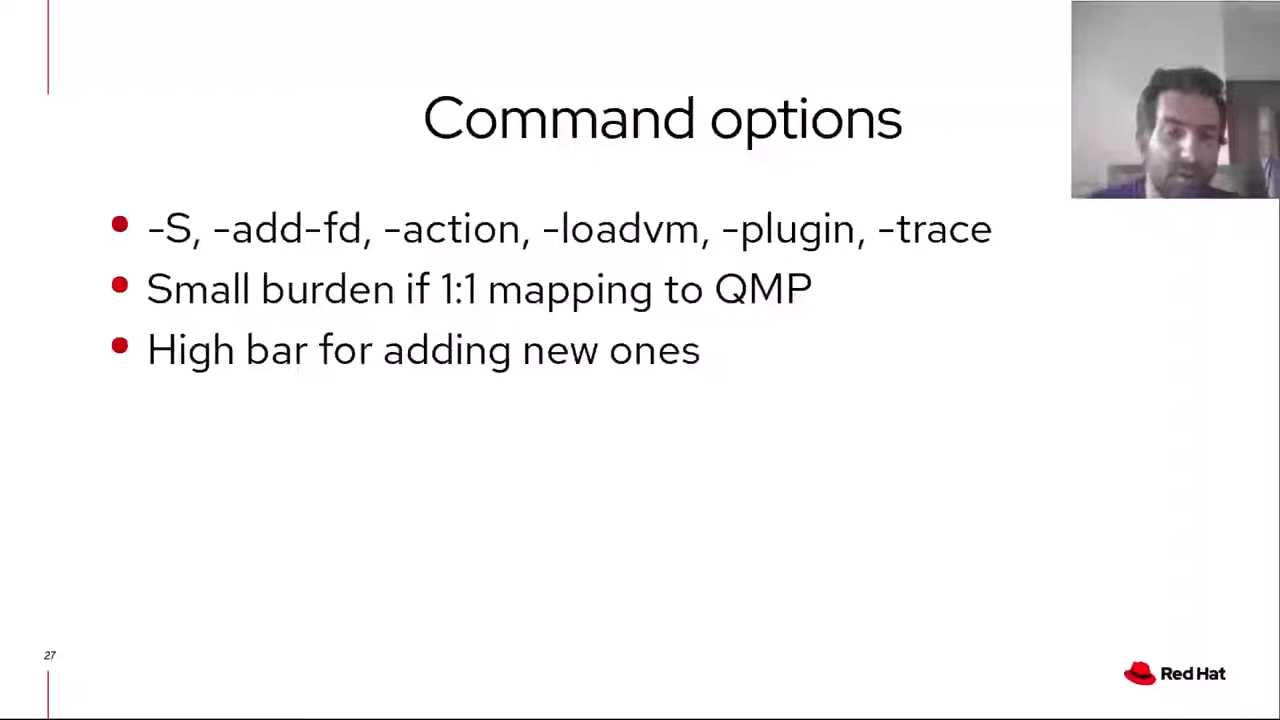 Command options
-S, -add-fd, -action, -loadvm, -plugin, -trace
Small burden if 1:1 mapping to QMP
High bar for adding new ones
27
Red Hat